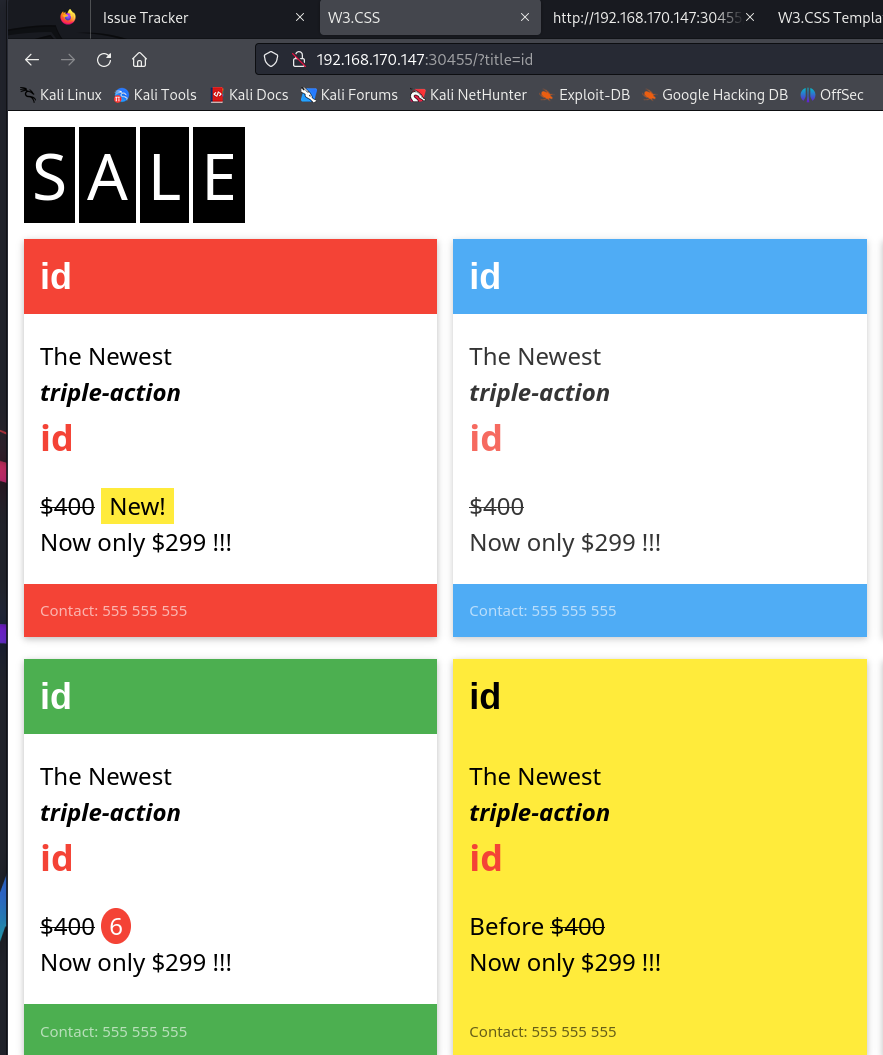 Issue Tracker
W3.CSS
http://192.168.170.147:30455
W3.CSS Templa
192.168.170.147:30455/?title=id
Kali Linux
Kali Tools
Kali Docs
Kali Forums
Kali NetHunter
Exploit-DB
Google Hacking DB
OffSec
SALE
id
The Newest
triple-action
id
$400 New!
Now only $299 !!!
Contact: 555 555 555
id
The Newest
triple-action
id
$400
Now only $299 !!!
Contact: 555 555 555
id
The Newest
triple-action
id
$400 6
Now only $299 !!!
Contact: 555 555 555
id
The Newest
triple-action
id
Before $400
Now only $299 !!!
Contact: 555 555 555